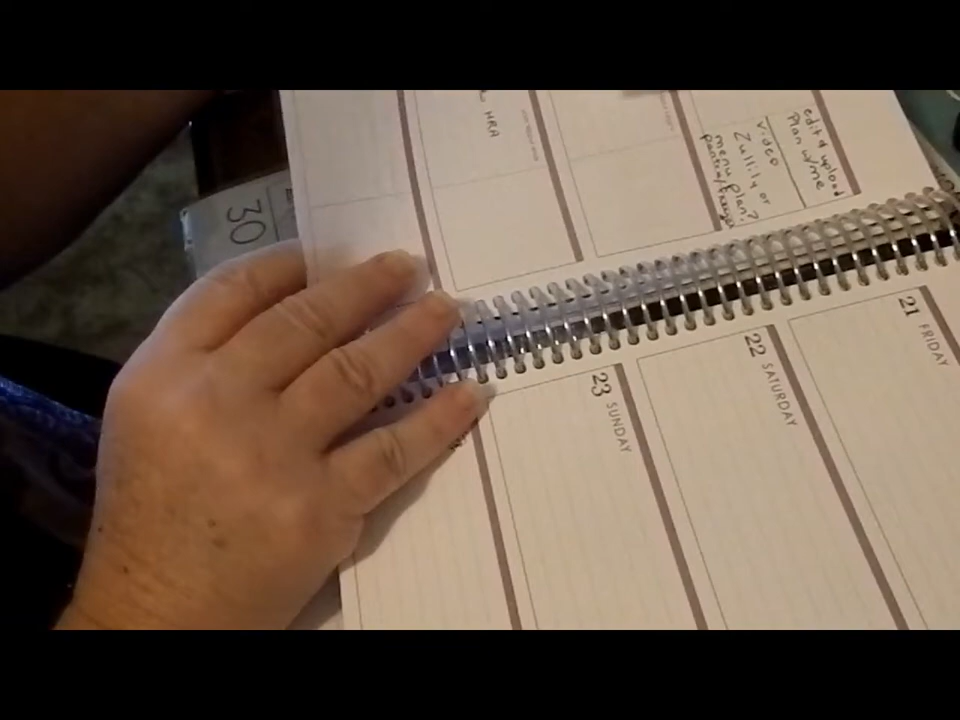 30
HRA
menu plan?
Zulily or
video
Plan w/me
edit & upload
23
SUNDAY
22
SATURDAY
21
FRIDAY